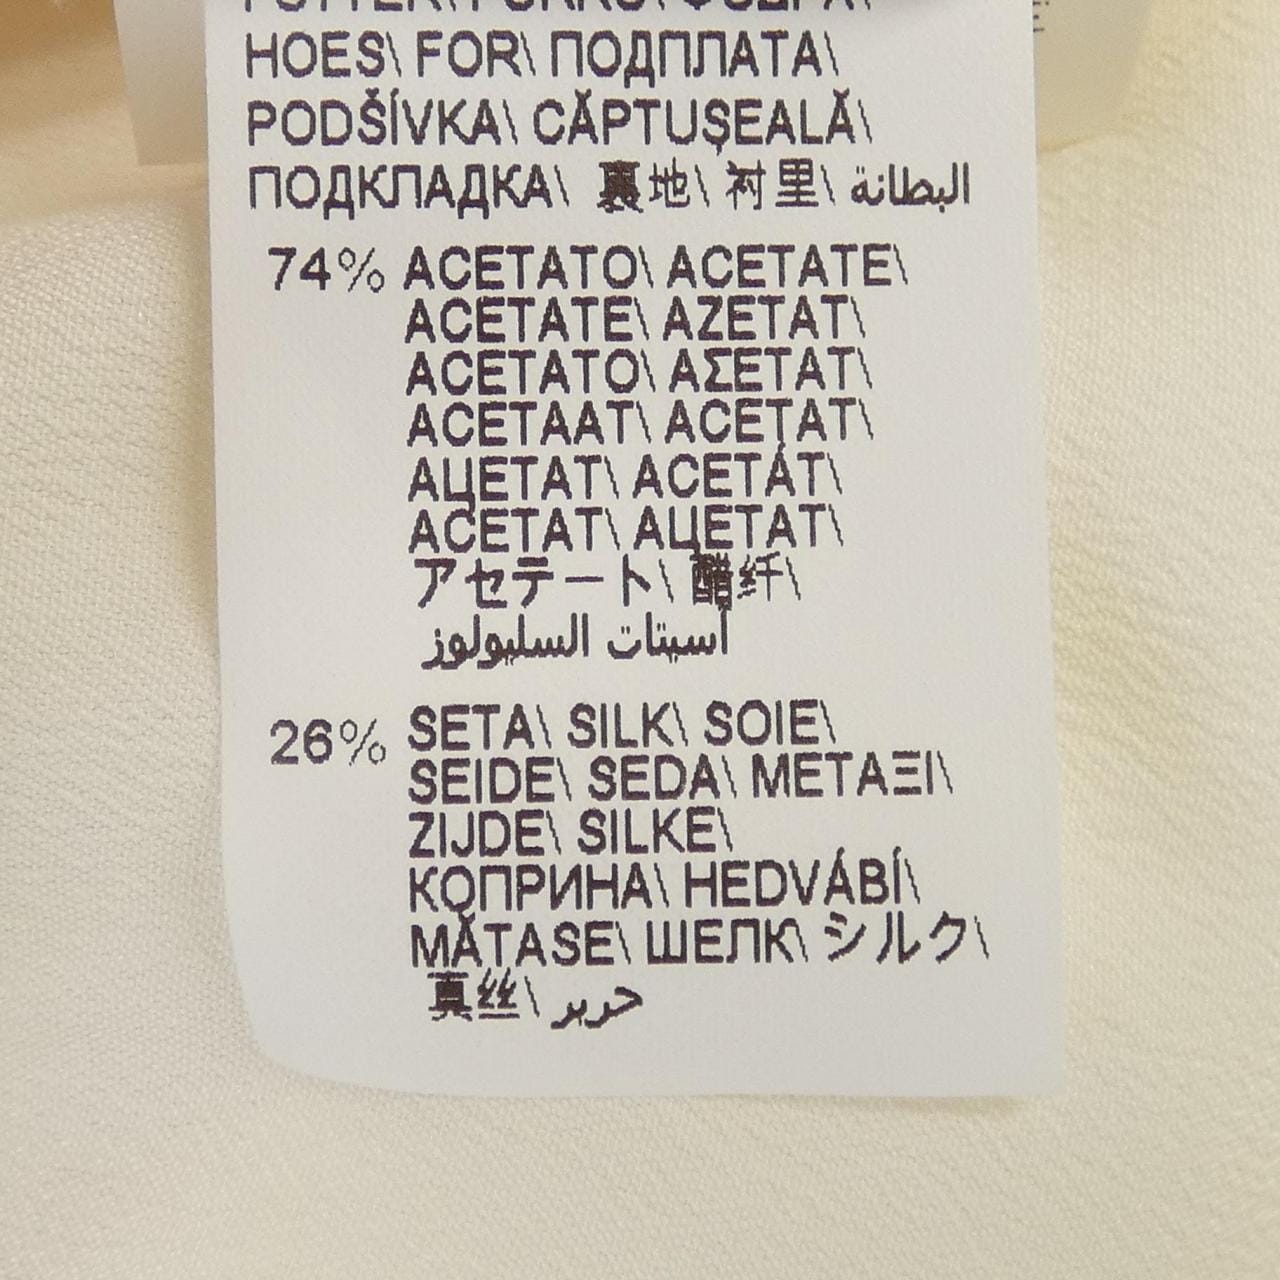 HOES\ FOR\ ПОДПЛАТА\
PODŠÍVKA\ CĂPTUŞEALĂ\
ПОДКЛАДКА\ 裏地\ 衬里\ البطانة
74% ACETATO\ ACETATE\
ACETATE\ AZETAT\
ACETATO\ ΑΣΕΤΑΤ\
ACETAAT\ ACETAT\
АЦЕТАТ\ ACETÁT\
ACETAT\ АЦЕТАТ\
アセテート\ 醋纤\
أسيتات السليولوز
26% SETA\ SILK\ SOIE\
SEIDE\ SEDA\ ΜΕΤΑΞΙ\
ZIJDE\ SILKE\
КОПРИНА\ HEDVÁBÍ\
MĂTASE\ ШЕЛК\ シルク\
真丝\ حرير